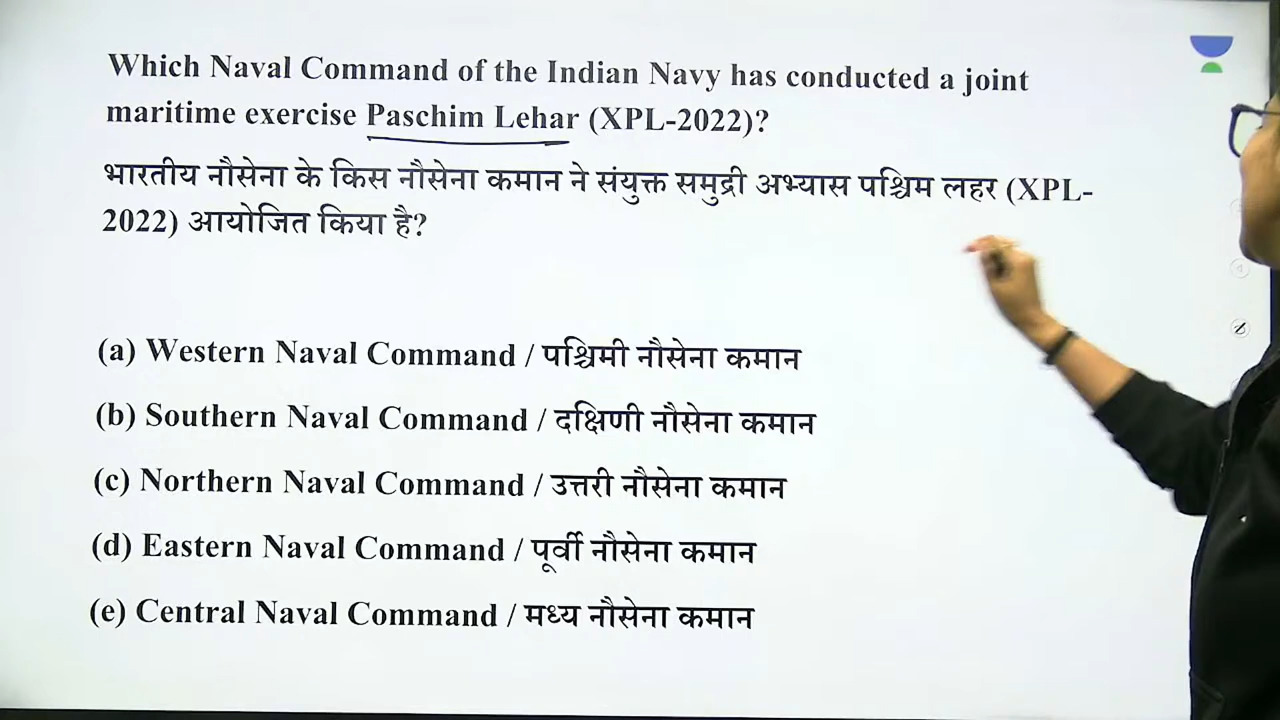 Which Naval Command of the Indian Navy has conducted a joint
maritime exercise Paschim Lehar (XPL-2022)?
भारतीय नौसेना के किस नौसेना कमान ने संयुक्त समुद्री अभ्यास पश्चिम लहर (XPL-
2022) आयोजित किया है?
(a) Western Naval Command / पश्चिमी नौसेना कमान
(b) Southern Naval Command / दक्षिणी नौसेना कमान
(c) Northern Naval Command / उत्तरी नौसेना कमान
(d) Eastern Naval Command / पूर्वी नौसेना कमान
(e) Central Naval Command / मध्य नौसेना कमान